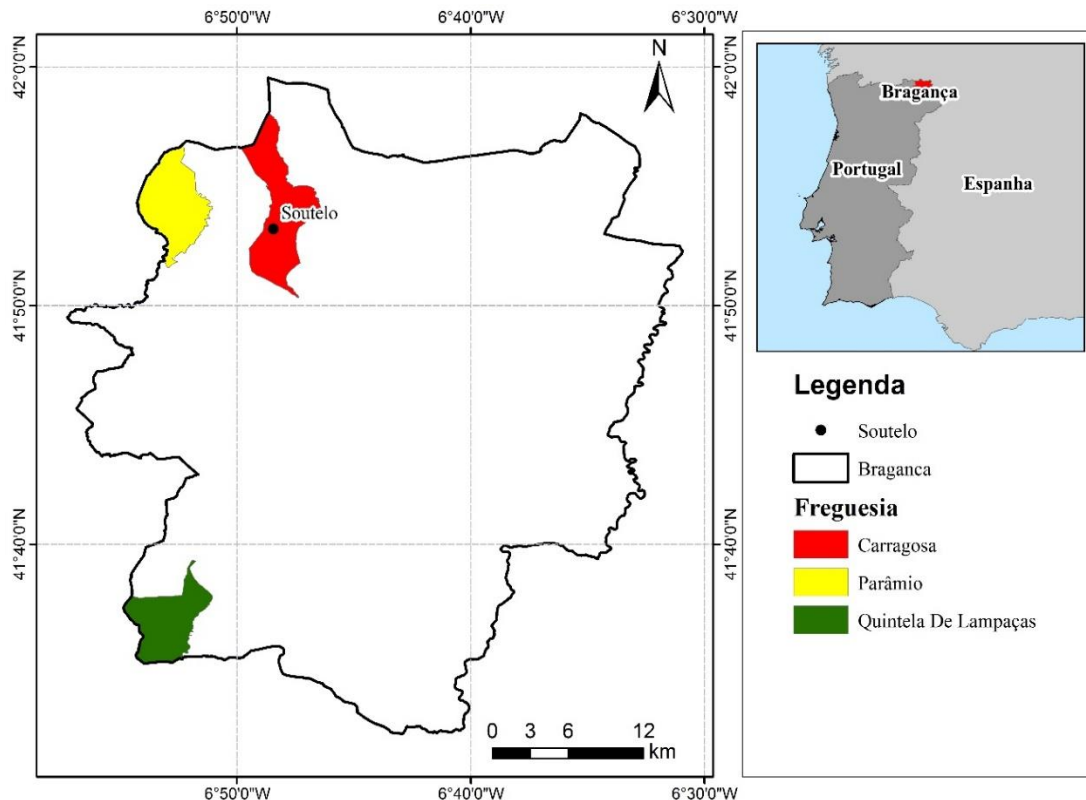 6°50'0"W
6°40'0"W
6°30'0"W
42°0'0"N
42°0'0"N
N
Soutelo
41°50'0"N
41°50'0"N
41°40'0"N
41°40'0"N
0 3 6 12
km
6°50'0"W
6°40'0"W
6°30'0"W
Bragança
Portugal
Espanha
Legenda
Soutelo
Braganca
Freguesia
Carragosa
Parâmio
Quintela De Lampaças